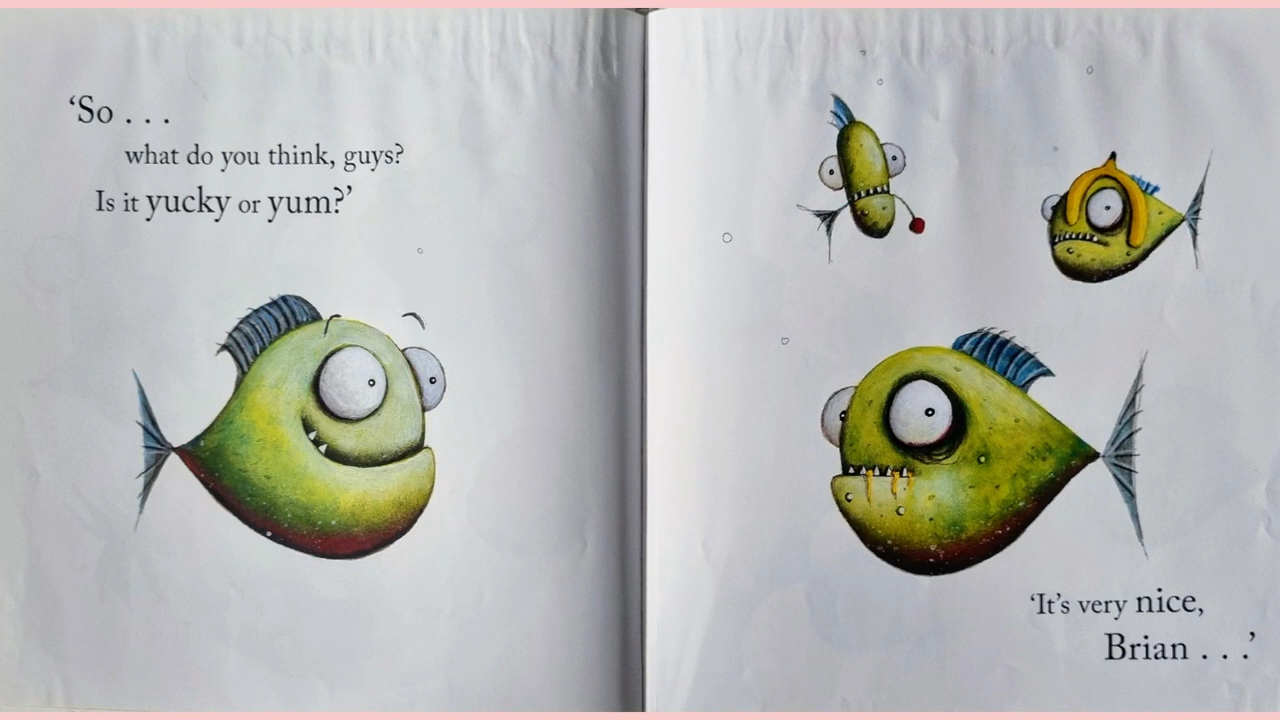 ‘So . . .
what do you think, guys?
Is it yucky or yum?’
‘It’s very nice,
Brian . . .’